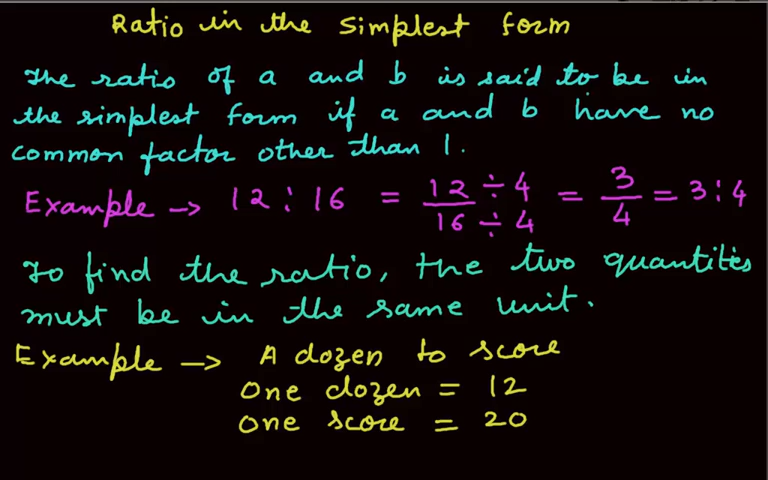 Ratio in the simplest form
The ratio of a and b is said to be in
the simplest form if a and b have no
common factor other than 1.
Example → 12 : 16 = 12 ÷ 4 / 16 ÷ 4 = 3/4 = 3 : 4
To find the ratio, the two quantities
must be in the same unit.
Example → A dozen to score
One dozen = 12
One score = 20